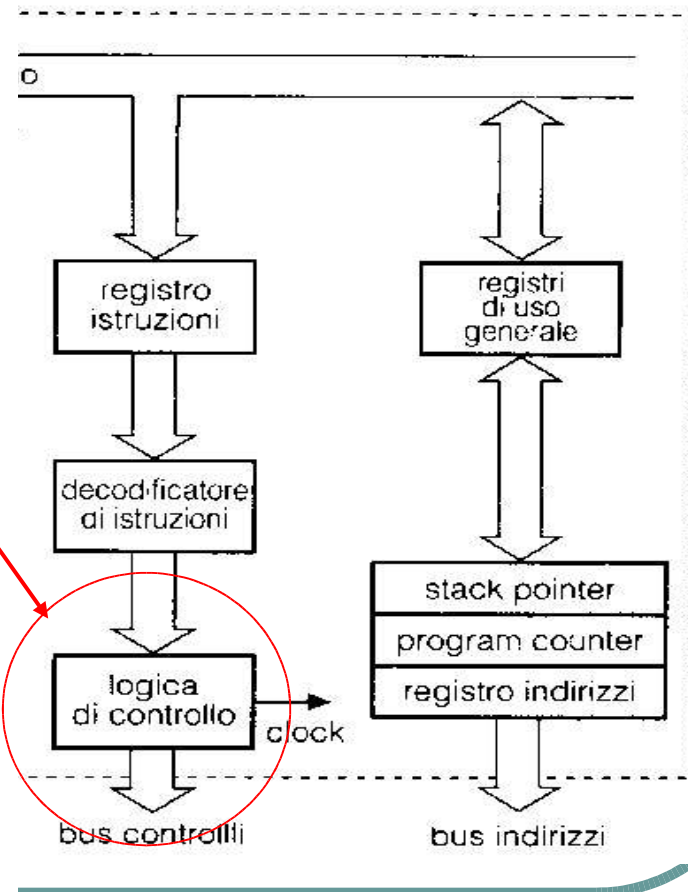 o
registro
istruzioni
registri
di uso
generale
decodificatore
di istruzioni
stack pointer
program counter
registro indirizzi
logica
di controllo
clock
bus controllli
bus indirizzi